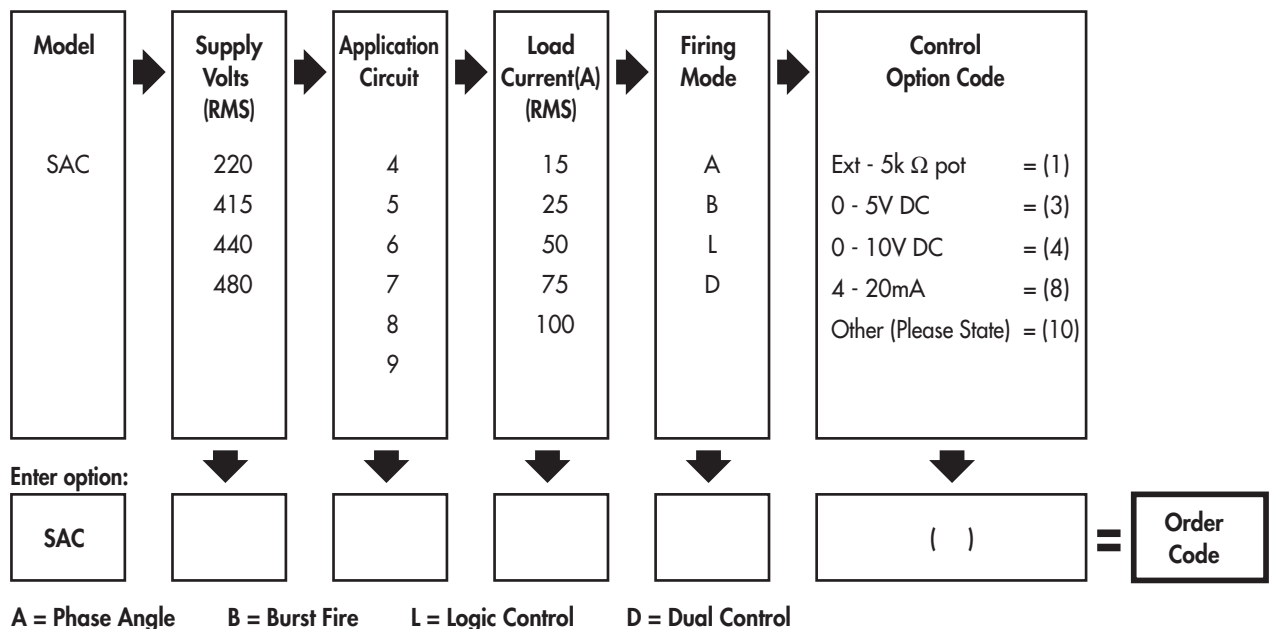 Model
SAC
Supply
Volts
(RMS)
220
415
440
480
Application
Circuit
4
5
6
7
8
9
Load
Current(A)
(RMS)
15
25
50
75
100
Firing
Mode
A
B
L
D
Control
Option Code
Ext - 5k Ω pot = (1)
0 - 5V DC = (3)
0 - 10V DC = (4)
4 - 20mA = (8)
Other (Please State) = (10)
Enter option:
SAC
( )
=
Order
Code
A = Phase Angle B = Burst Fire L = Logic Control D = Dual Control